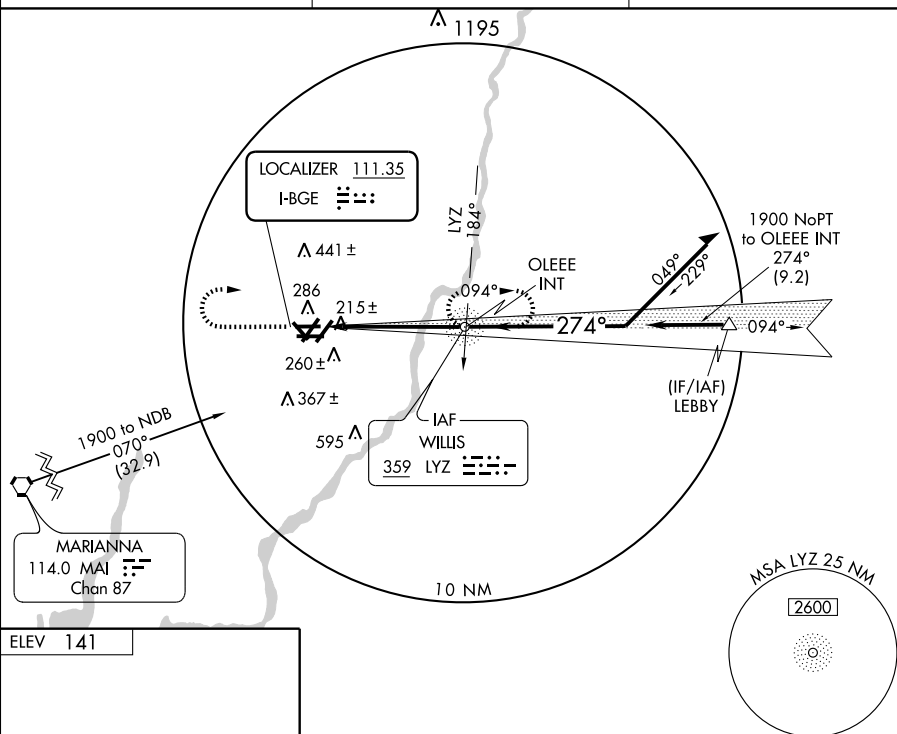 1195
LOCALIZER 111.35
I-BGE
LYZ
184°
1900 NoPT
to OLEEE INT
274°
(9.2)
441 ±
OLEEE
INT
049°
229°
286
215 ±
094°
274°
094°
260 ±
(IF/IAF)
LEBBY
367 ±
1900 to NDB
070°
(32.9)
595
IAF
WILLIS
359 LYZ
MARIANNA
114.0 MAI
Chan 87
10 NM
MSA LYZ 25 NM
2600
ELEV 141